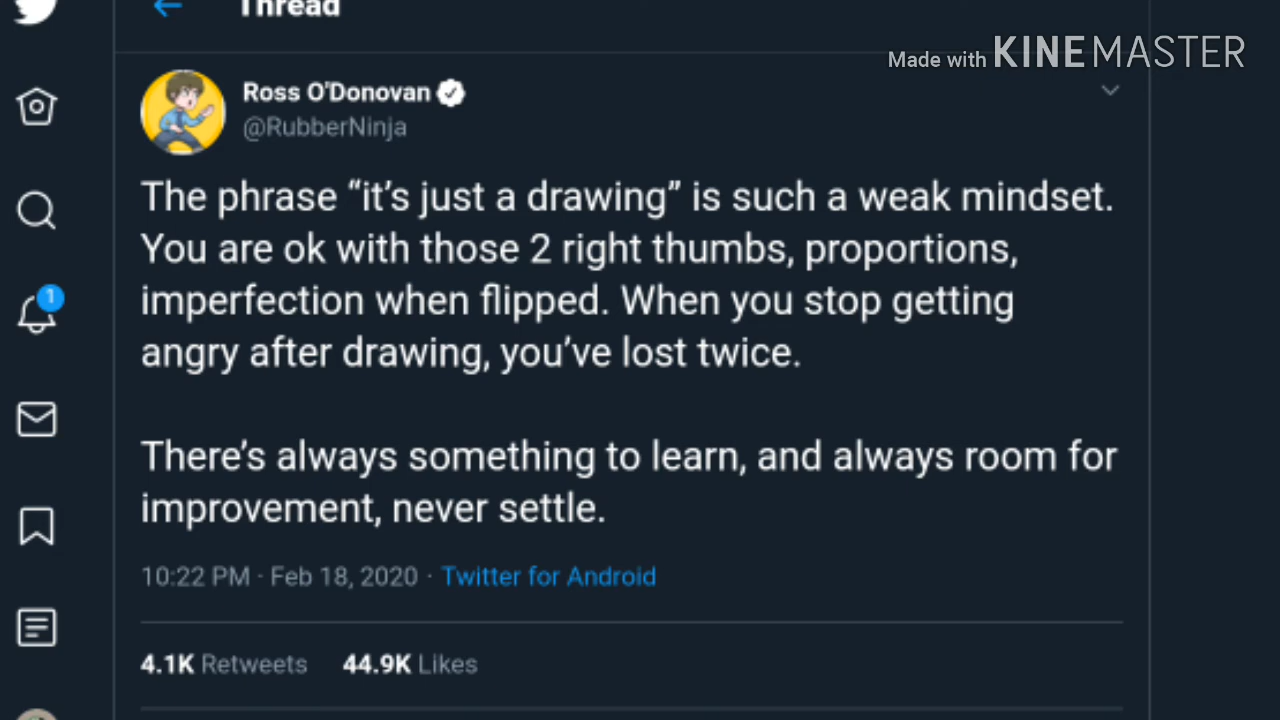 Thread
Made with KINEMASTER
Ross O'Donovan
@RubberNinja
The phrase “it’s just a drawing” is such a weak mindset.
You are ok with those 2 right thumbs, proportions,
imperfection when flipped. When you stop getting
angry after drawing, you’ve lost twice.
There’s always something to learn, and always room for
improvement, never settle.
10:22 PM · Feb 18, 2020 · Twitter for Android
4.1K Retweets 44.9K Likes
1